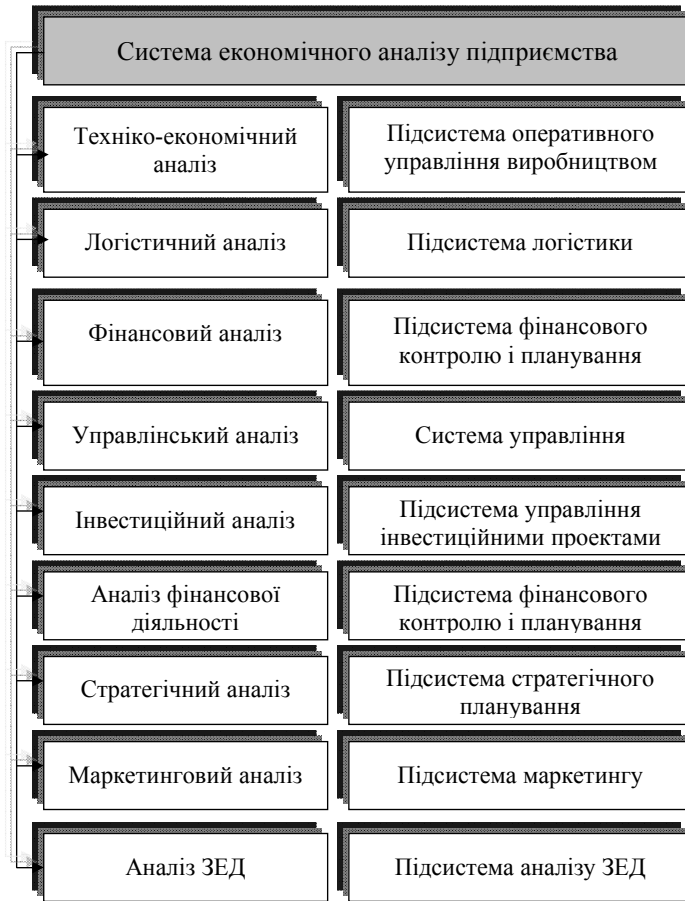 Система економічного аналізу підприємства
Техніко-економічний
аналіз
Підсистема оперативного
управління виробництвом
Логістичний аналіз
Підсистема логістики
Фінансовий аналіз
Підсистема фінансового
контролю і планування
Управлінський аналіз
Система управління
Інвестиційний аналіз
Підсистема управління
інвестиційними проектами
Аналіз фінансової
діяльності
Підсистема фінансового
контролю і планування
Стратегічний аналіз
Підсистема стратегічного
планування
Маркетинговий аналіз
Підсистема маркетингу
Аналіз ЗЕД
Підсистема аналізу ЗЕД